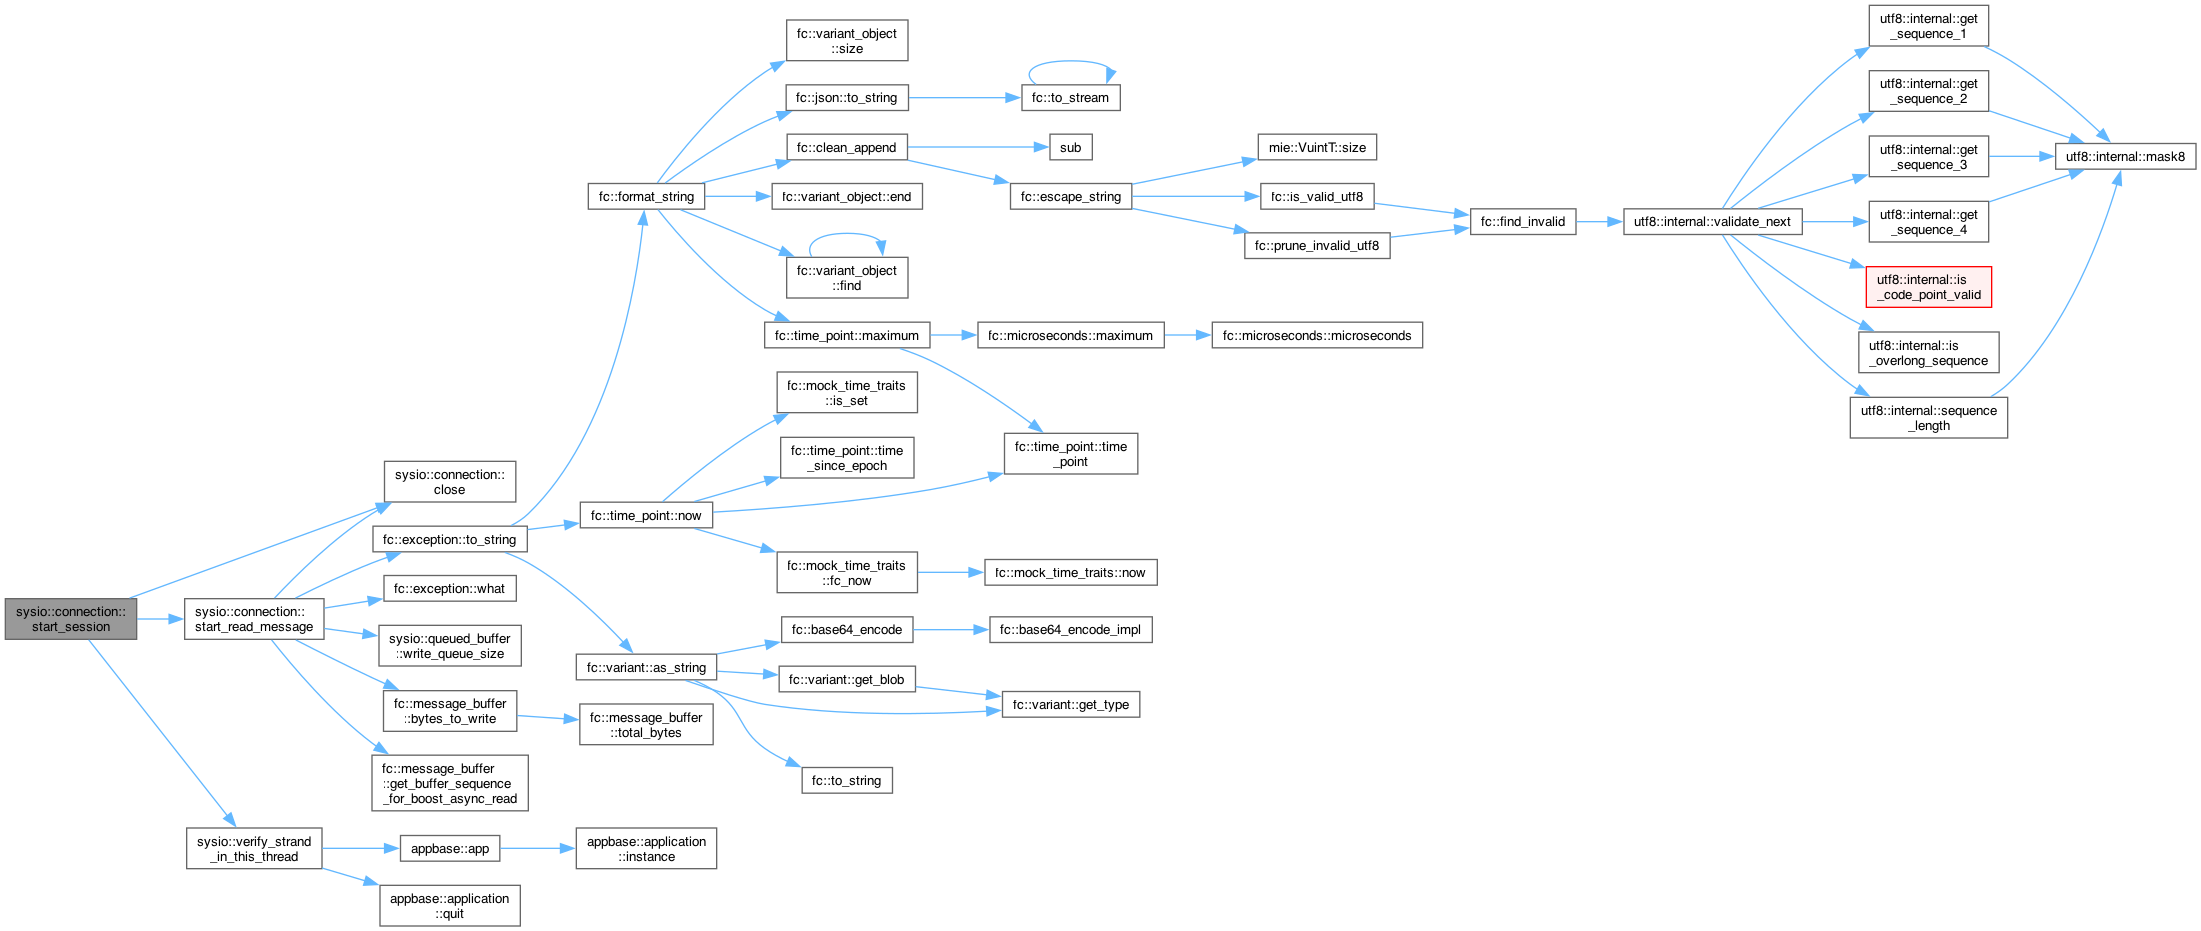 sysio::connection::
start_session
sysio::connection::
close
sysio::connection::
start_read_message
fc::exception::to_string
fc::format_string
fc::variant_object
::size
fc::json::to_string
fc::to_stream
fc::clean_append
sub
fc::escape_string
mie::VuintT::size
fc::is_valid_utf8
fc::find_invalid
utf8::internal::validate_next
utf8::internal::get
_sequence_1
utf8::internal::mask8
utf8::internal::get
_sequence_2
utf8::internal::get
_sequence_3
utf8::internal::get
_sequence_4
utf8::internal::is
_code_point_valid
utf8::internal::is
_overlong_sequence
utf8::internal::sequence
_length
fc::prune_invalid_utf8
fc::variant_object::end
fc::variant_object
::find
fc::time_point::maximum
fc::microseconds::maximum
fc::microseconds::microseconds
fc::time_point::time
_point
fc::time_point::now
fc::mock_time_traits
::is_set
fc::time_point::time
_since_epoch
fc::mock_time_traits
::fc_now
fc::mock_time_traits::now
fc::variant::as_string
fc::base64_encode
fc::base64_encode_impl
fc::variant::get_blob
fc::variant::get_type
fc::to_string
fc::exception::what
sysio::queued_buffer
::write_queue_size
fc::message_buffer
::bytes_to_write
fc::message_buffer
::total_bytes
fc::message_buffer
::get_buffer_sequence
_for_boost_async_read
sysio::verify_strand
_in_this_thread
appbase::app
appbase::application
::instance
appbase::application
::quit